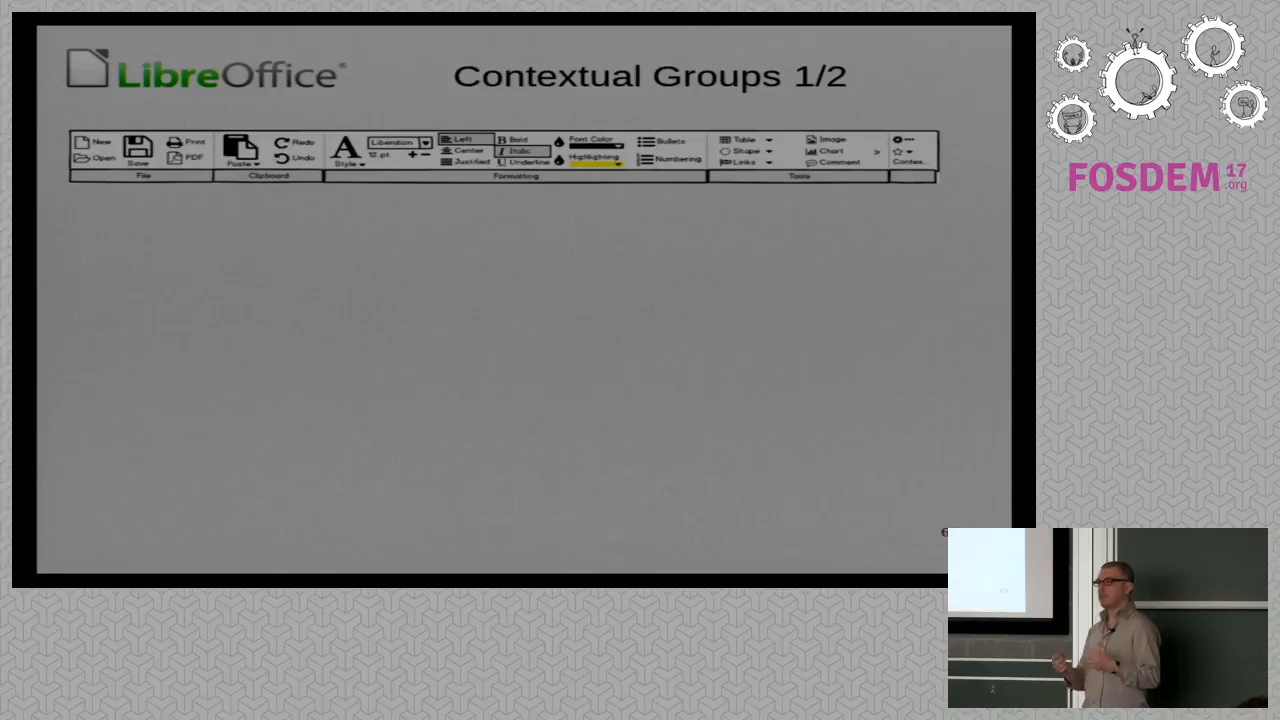 LibreOffice
Contextual Groups 1/2
New
Open
Save
Print
PDF
Paste
Redo
Undo
Style
Liberation
12 pt
Left
Center
Justified
Bold
Italic
Underline
Font Color
Highlighting
Bullets
Numbering
Table
Shape
Links
Image
Chart
Comment
»
Contex...
File
Clipboard
Formatting
Tools
6
FOSDEM 17
.org